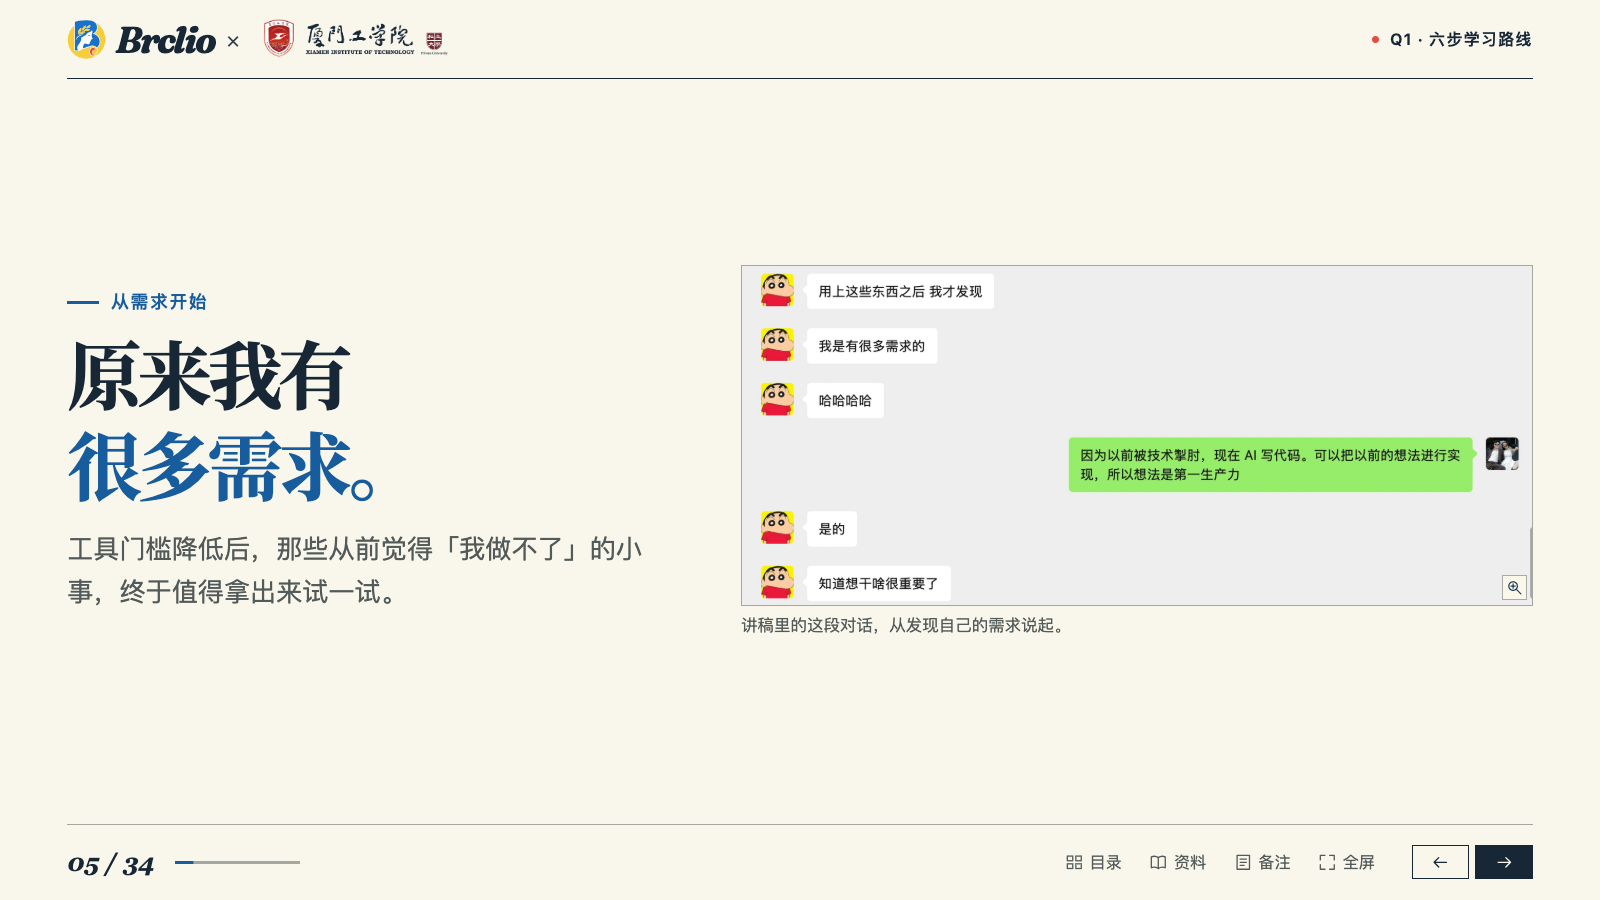 Brclio ×
厦門工学院
XIAMEN INSTITUTE OF TECHNOLOGY
Q1 · 六步学习路线
从需求开始
原来我有
很多需求。
工具门槛降低后，那些从前觉得「我做不了」的小
事，终于值得拿出来试一试。
用上这些东西之后 我才发现
我是有很多需求的
哈哈哈哈
因为以前被技术掣肘，现在 AI 写代码。可以把以前的想法进行实
现，所以想法是第一生产力
是的
知道想干啥很重要了
讲稿里的这段对话，从发现自己的需求说起。
05 / 34
目录
资料
备注
全屏
← →